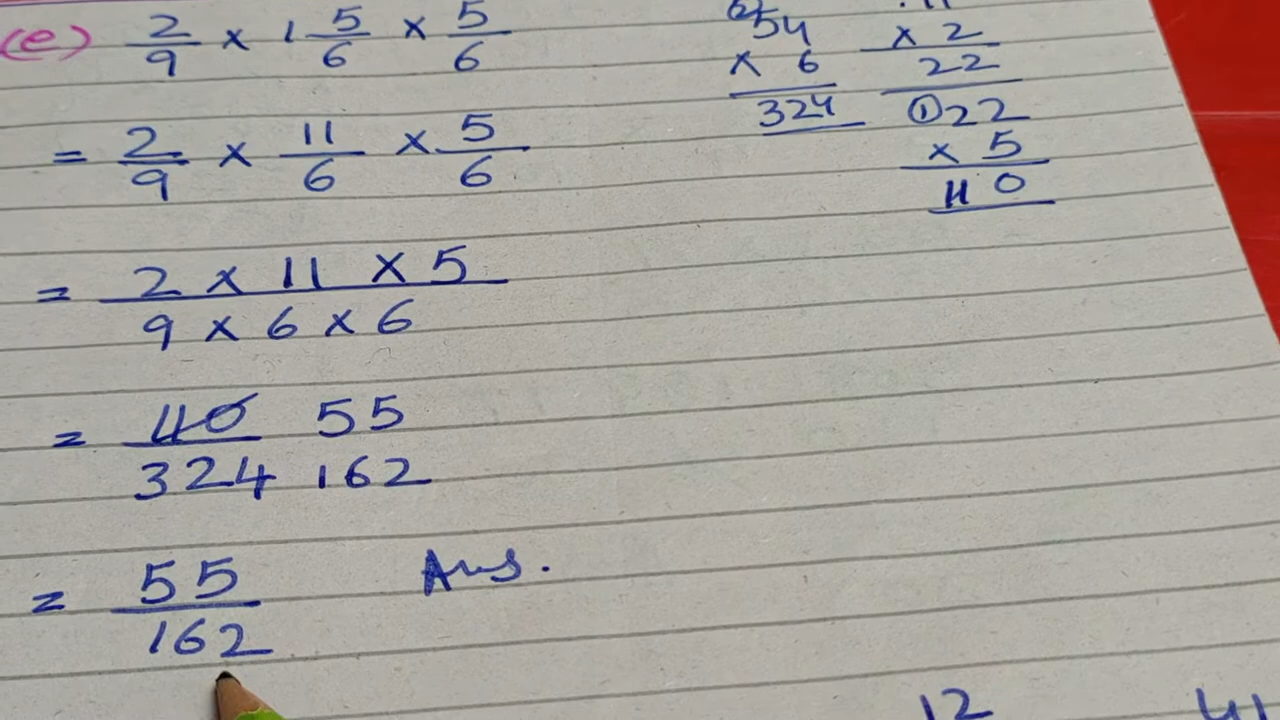 (e) 2/9 × 1 5/6 × 5/6
= 2/9 × 11/6 × 5/6
= 2 × 11 × 5 / 9 × 6 × 6
= 110/324 55/162
= 55/162 Ans.
54
× 6
324
× 2
22
①22
× 5
110
12